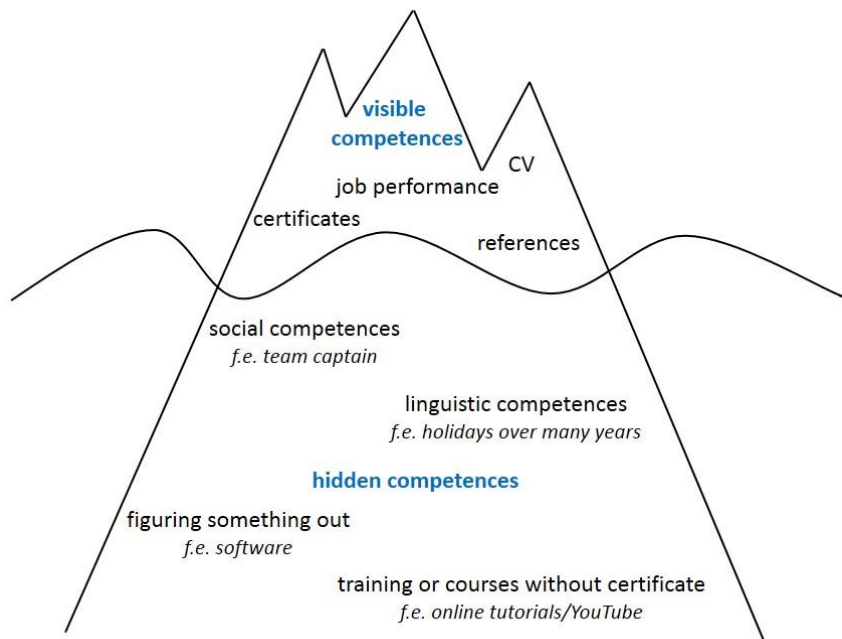 visible
competences
CV
job performance
certificates
references
social competences
f.e. team captain
linguistic competences
f.e. holidays over many years
hidden competences
figuring something out
f.e. software
training or courses without certificate
f.e. online tutorials/YouTube